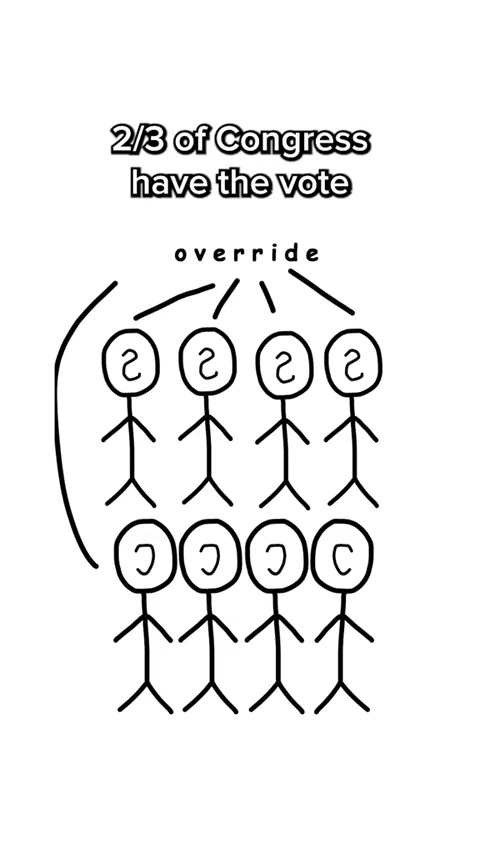 2/3 of Congress
have the vote
override
S S S S
C C C C